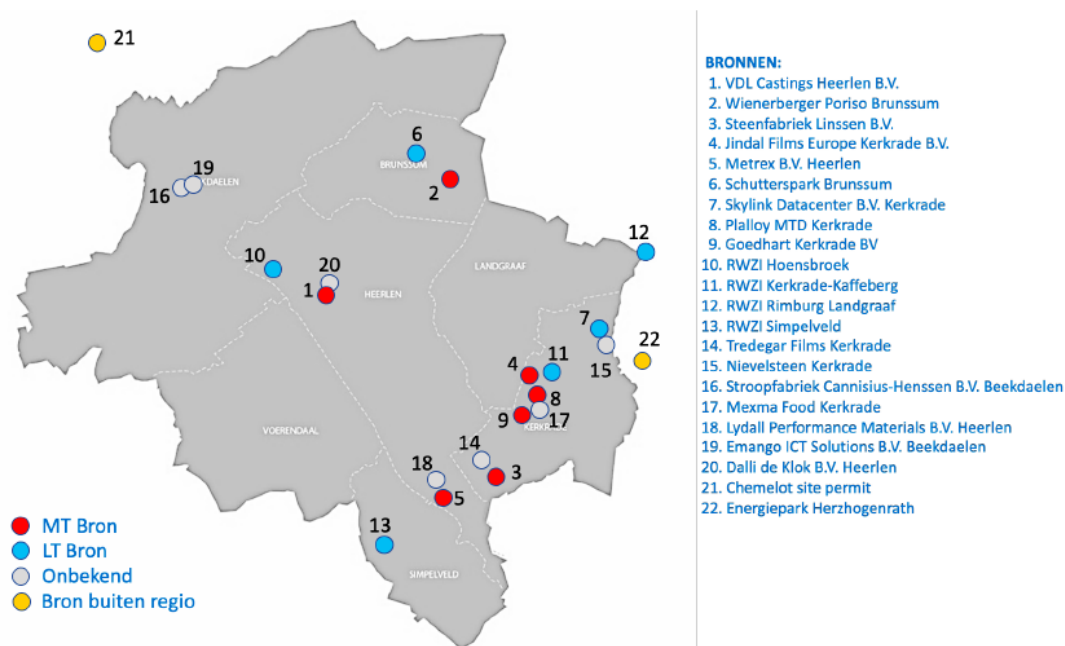 21
6
BRUNSSUM
2
19
KDAELEN
16
12
10
20
LANDGRAAF
1
HEERLEN
7
22
15
4
11
8
9
17
KERKRADE
VOERENDAAL
14
18
3
5
13
SIMPELVELD
MT Bron
LT Bron
Onbekend
Bron buiten regio
BRONNEN:
1. VDL Castings Heerlen B.V.
2. Wienerberger Poriso Brunssum
3. Steenfabriek Linssen B.V.
4. Jindal Films Europe Kerkrade B.V.
5. Metrex B.V. Heerlen
6. Schutterspark Brunssum
7. Skylink Datacenter B.V. Kerkrade
8. Plalloy MTD Kerkrade
9. Goedhart Kerkrade BV
10. RWZI Hoensbroek
11. RWZI Kerkrade-Kaffeberg
12. RWZI Rimburg Landgraaf
13. RWZI Simpelveld
14. Tredegar Films Kerkrade
15. Nievelsteen Kerkrade
16. Stroopfabriek Cannisius-Henssen B.V. Beekdaelen
17. Mexma Food Kerkrade
18. Lydall Performance Materials B.V. Heerlen
19. Emango ICT Solutions B.V. Beekdaelen
20. Dalli de Klok B.V. Heerlen
21. Chemelot site permit
22. Energiepark Herzhogenrath